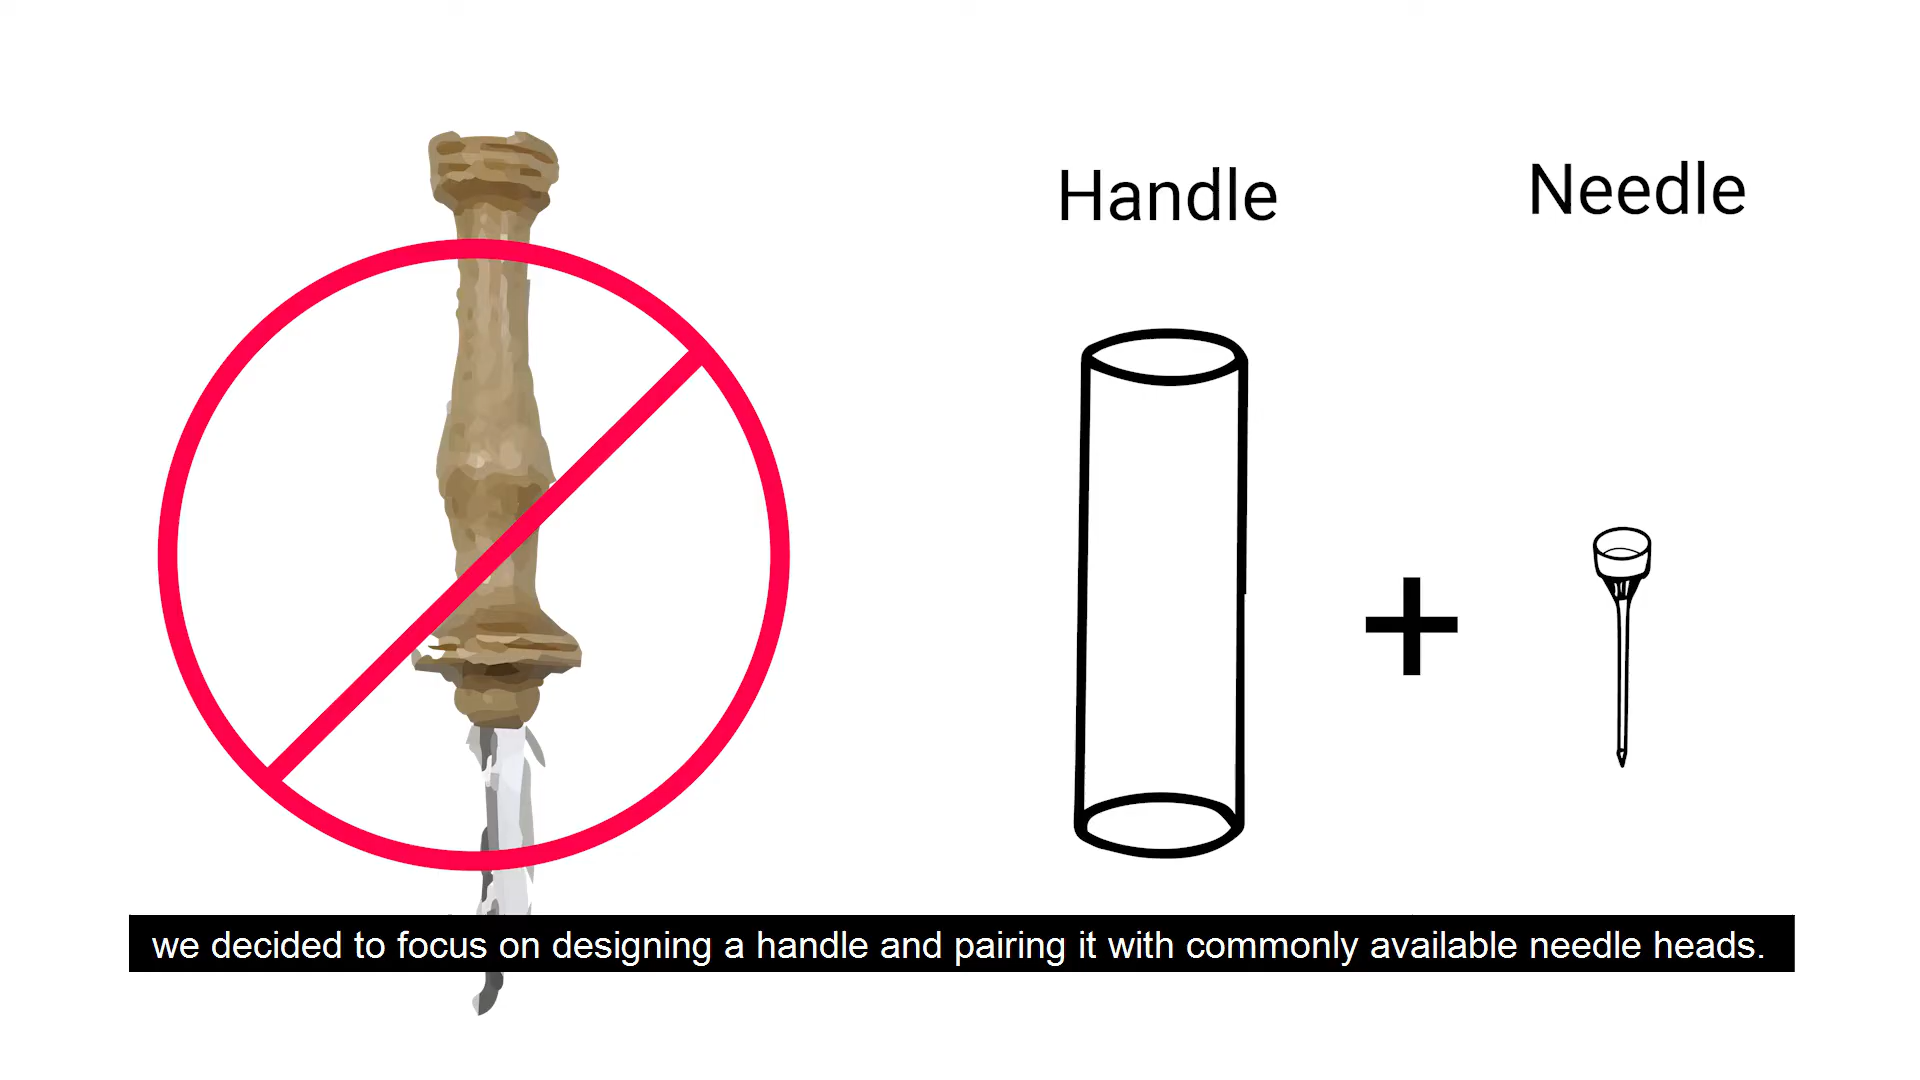 Handle
Needle
we decided to focus on designing a handle and pairing it with commonly available needle heads.